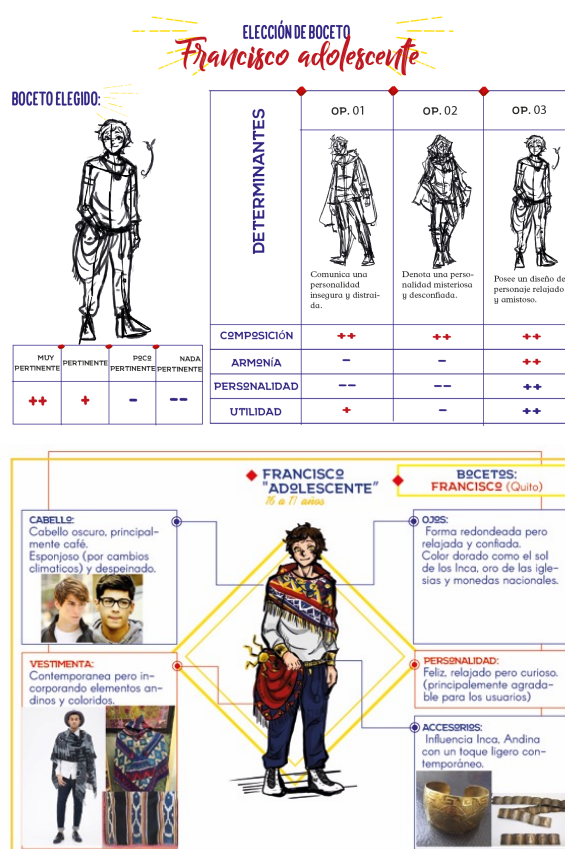 ELECCIÓN DE BOCETO
Francisco adolescente
BOCETO ELEGIDO:
MUY PERTINENTE
PERTINENTE
POCO PERTINENTE
NADA PERTINENTE
++ + - --
DETERMINANTES
OP. 01
OP. 02
OP. 03
Comunica una
personalidad
insegura y distraí-
da.
Denota una perso-
nalidad misteriosa
y desconfiada.
Posee un diseño de
personaje relajado
y amistoso.
COMPOSICIÓN ++ ++ ++
ARMONÍA - - ++
PERSONALIDAD -- -- ++
UTILIDAD + - ++
FRANCISCO
"ADOLESCENTE"
16 a 17 años
BOCETOS:
FRANCISCO (Quito)
CABELLO:
Cabello oscuro, principal-
mente café.
Esponjoso (por cambios
climaticos) y despeinado.
OJOS:
Forma redondeada pero
relajada y confiada.
Color dorado como el sol
de los Inca, oro de las igle-
sias y monedas nacionales.
VESTIMENTA:
Contemporanea pero in-
corporando elementos an-
dinos y coloridos.
PERSONALIDAD:
Feliz, relajado pero curioso.
(principalmente agrada-
ble para los usuarios)
ACCESORIOS:
Influencia Inca, Andina
con un toque ligero con-
temporáneo.